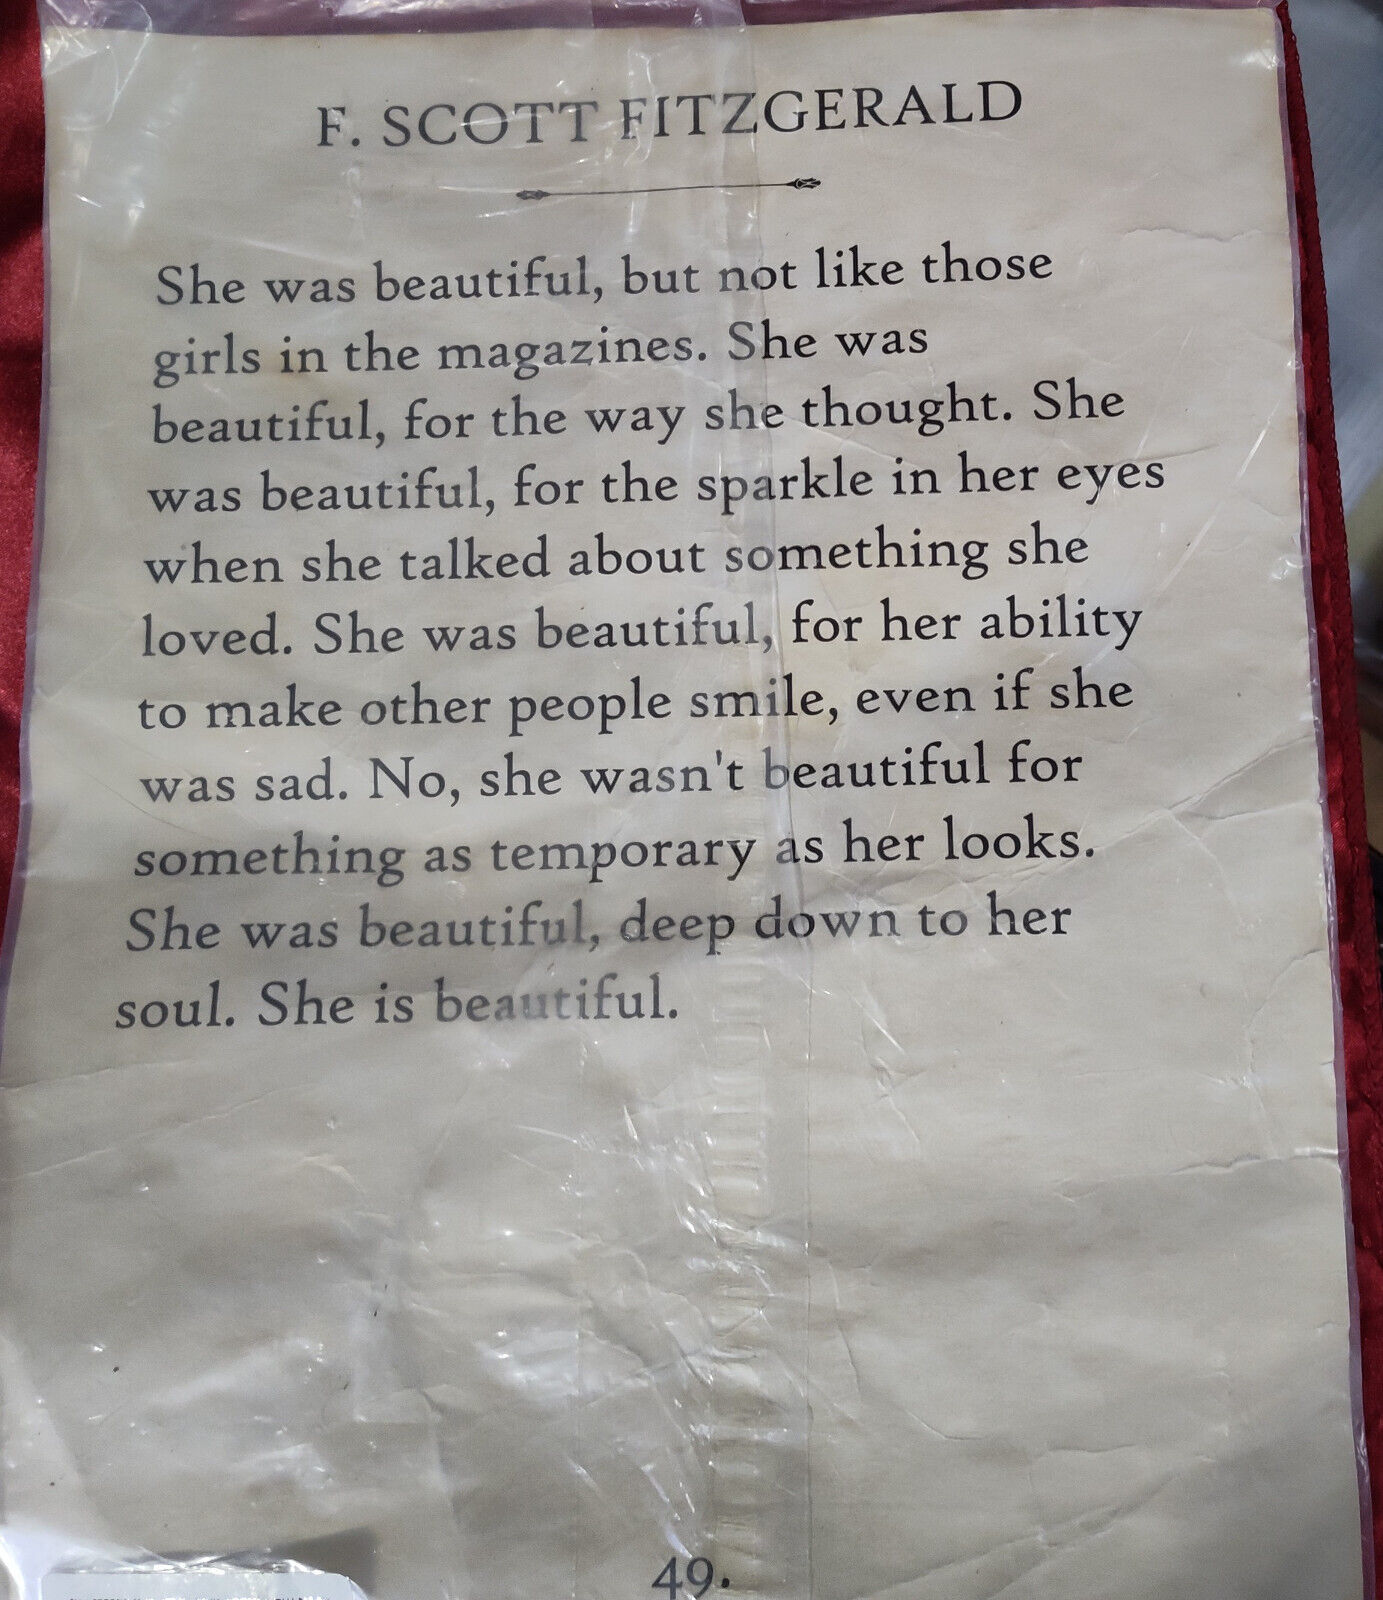 F. SCOTT FITZGERALD
She was beautiful, but not like those
girls in the magazines. She was
beautiful, for the way she thought. She
was beautiful, for the sparkle in her eyes
when she talked about something she
loved. She was beautiful, for her ability
to make other people smile, even if she
was sad. No, she wasn't beautiful for
something as temporary as her looks.
She was beautiful, deep down to her
soul. She is beautiful.
49.